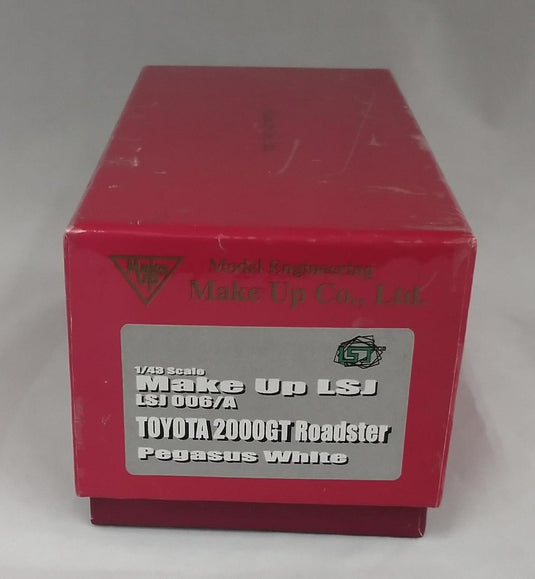 Make
Up
Model Engineering
Make Up Co., Ltd.
LSJ
1/43 Scale
Make Up LSJ
LSJ 006/A
TOYOTA 2000GT Roadster
Pegasus White